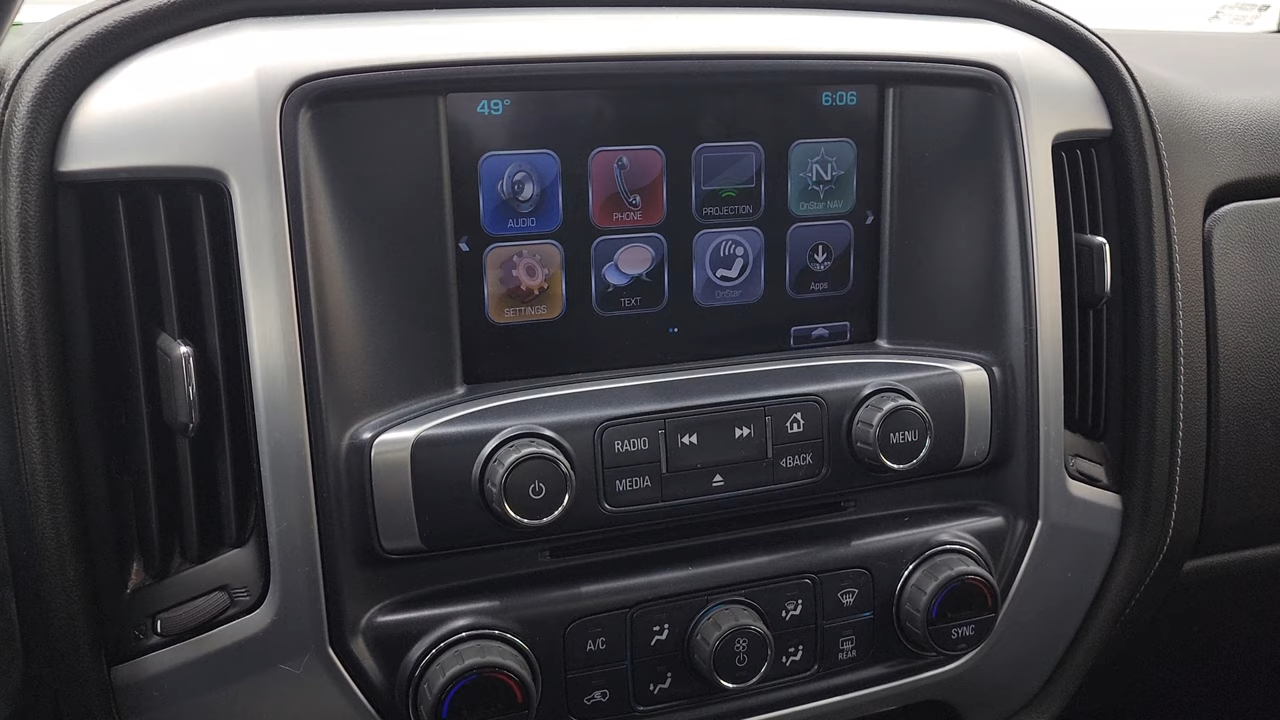 49° 6:06
AUDIO PHONE PROJECTION N
OnStar NAV
SETTINGS TEXT OnStar Apps
RADIO
MEDIA
BACK
MENU
A/C
REAR
SYNC